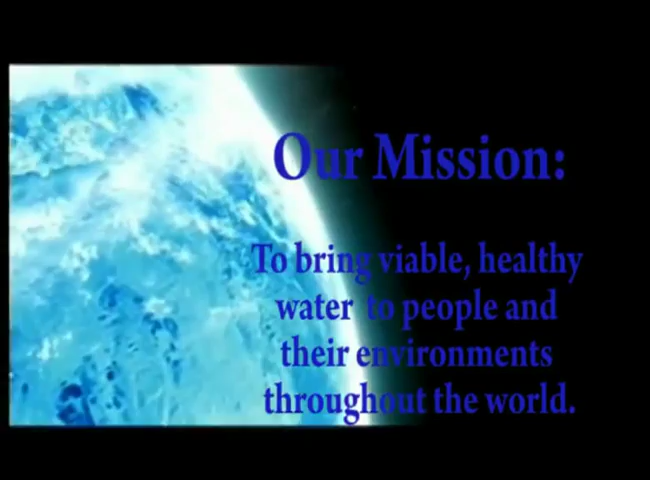 Our Mission:
To bring viable, healthy
water to people and
their environments
throughout the world.